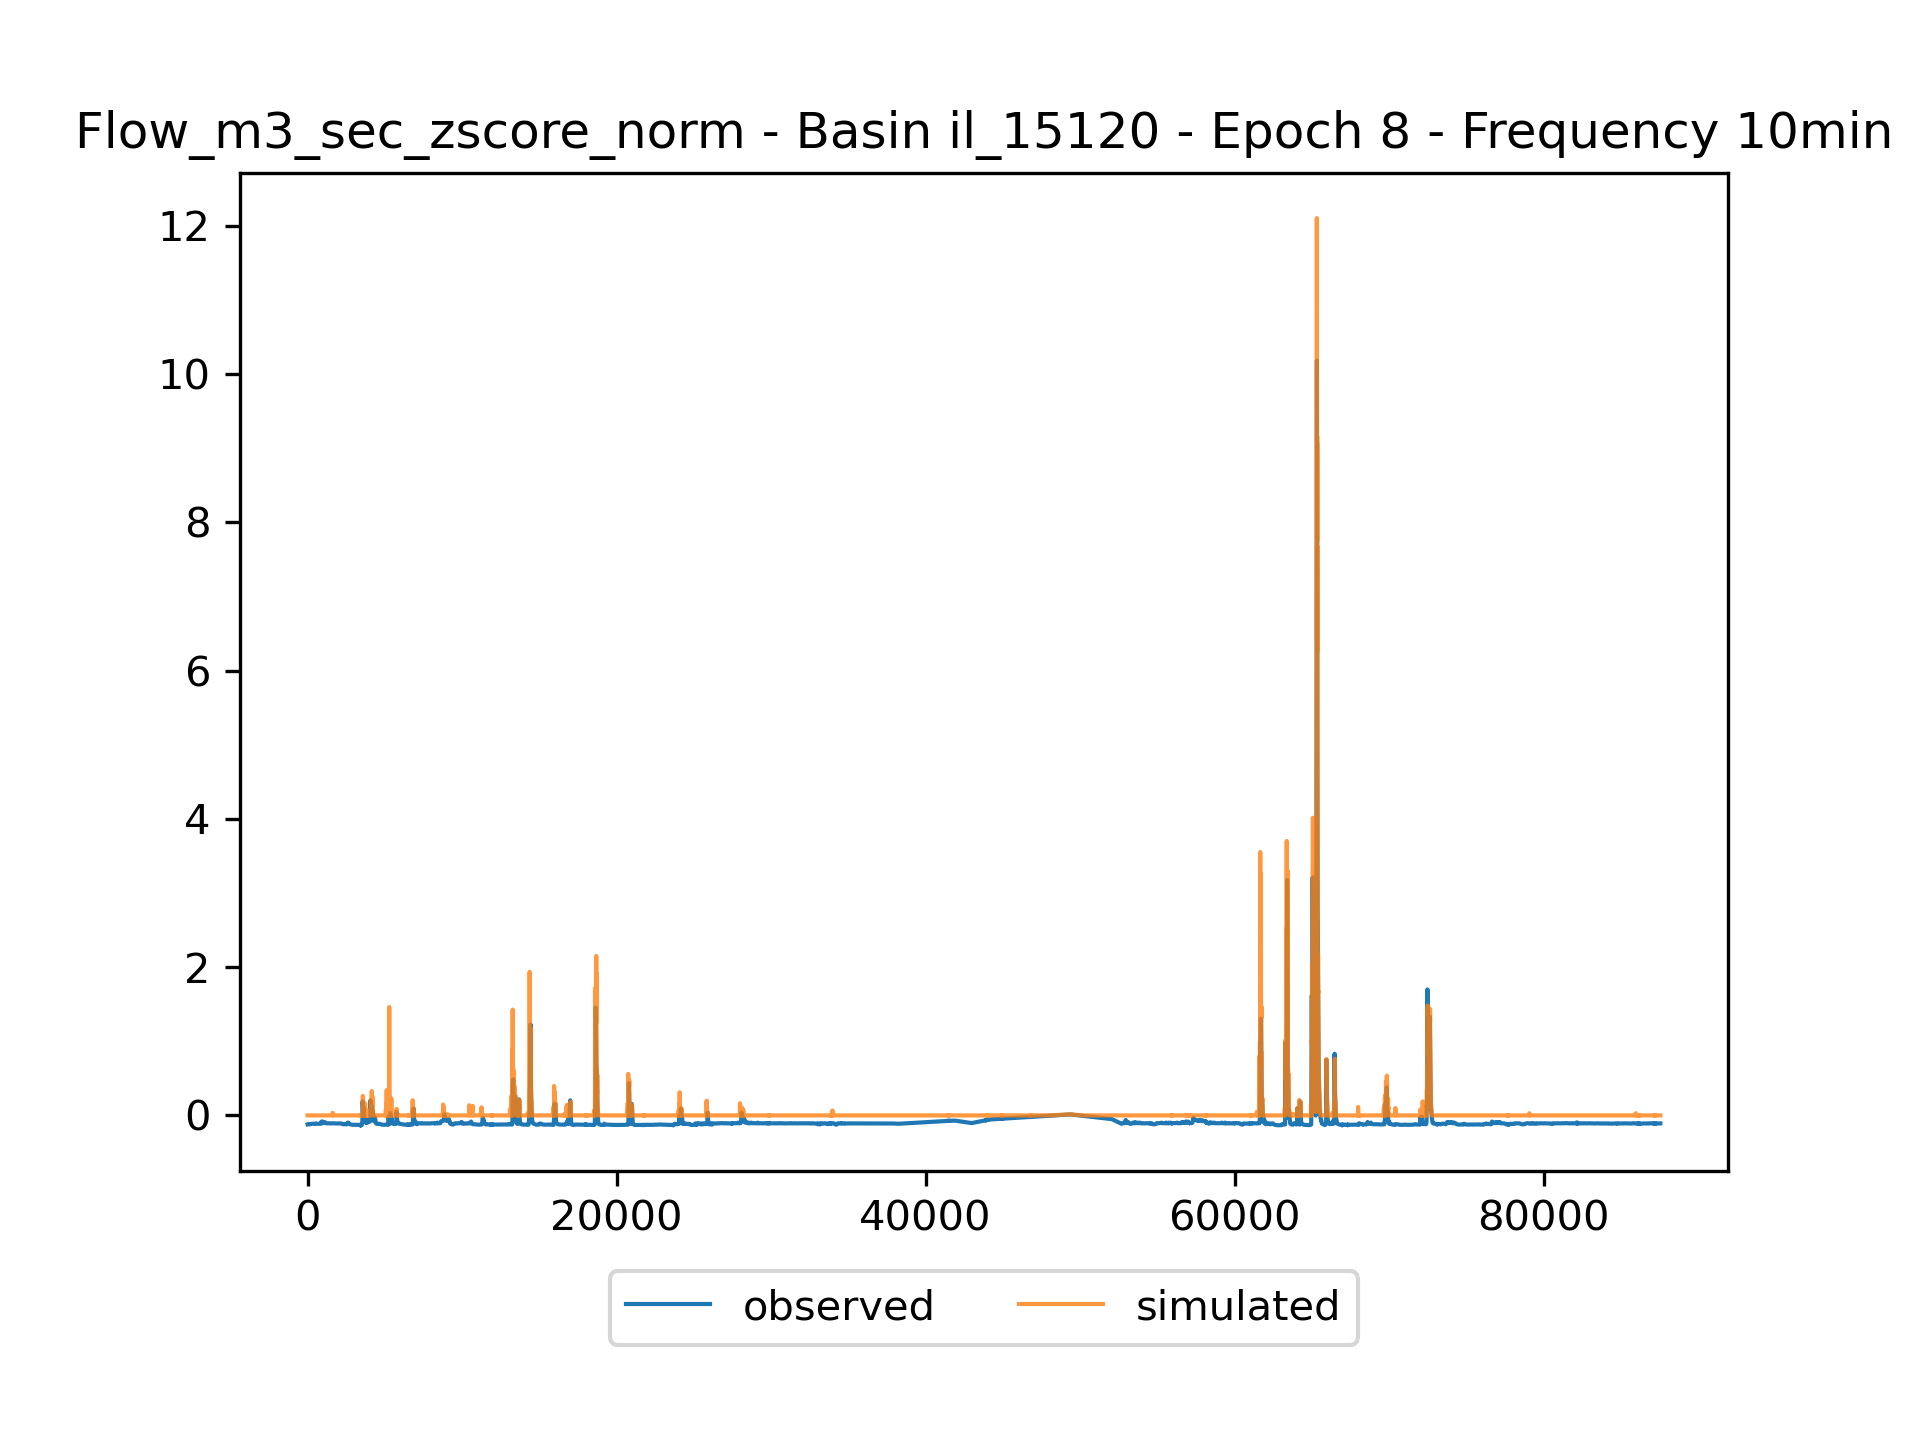 Flow_m3_sec_zscore_norm - Basin il_15120 - Epoch 8 - Frequency 10min
12
10
8
6
4
2
0
0 20000 40000 60000 80000
observed simulated